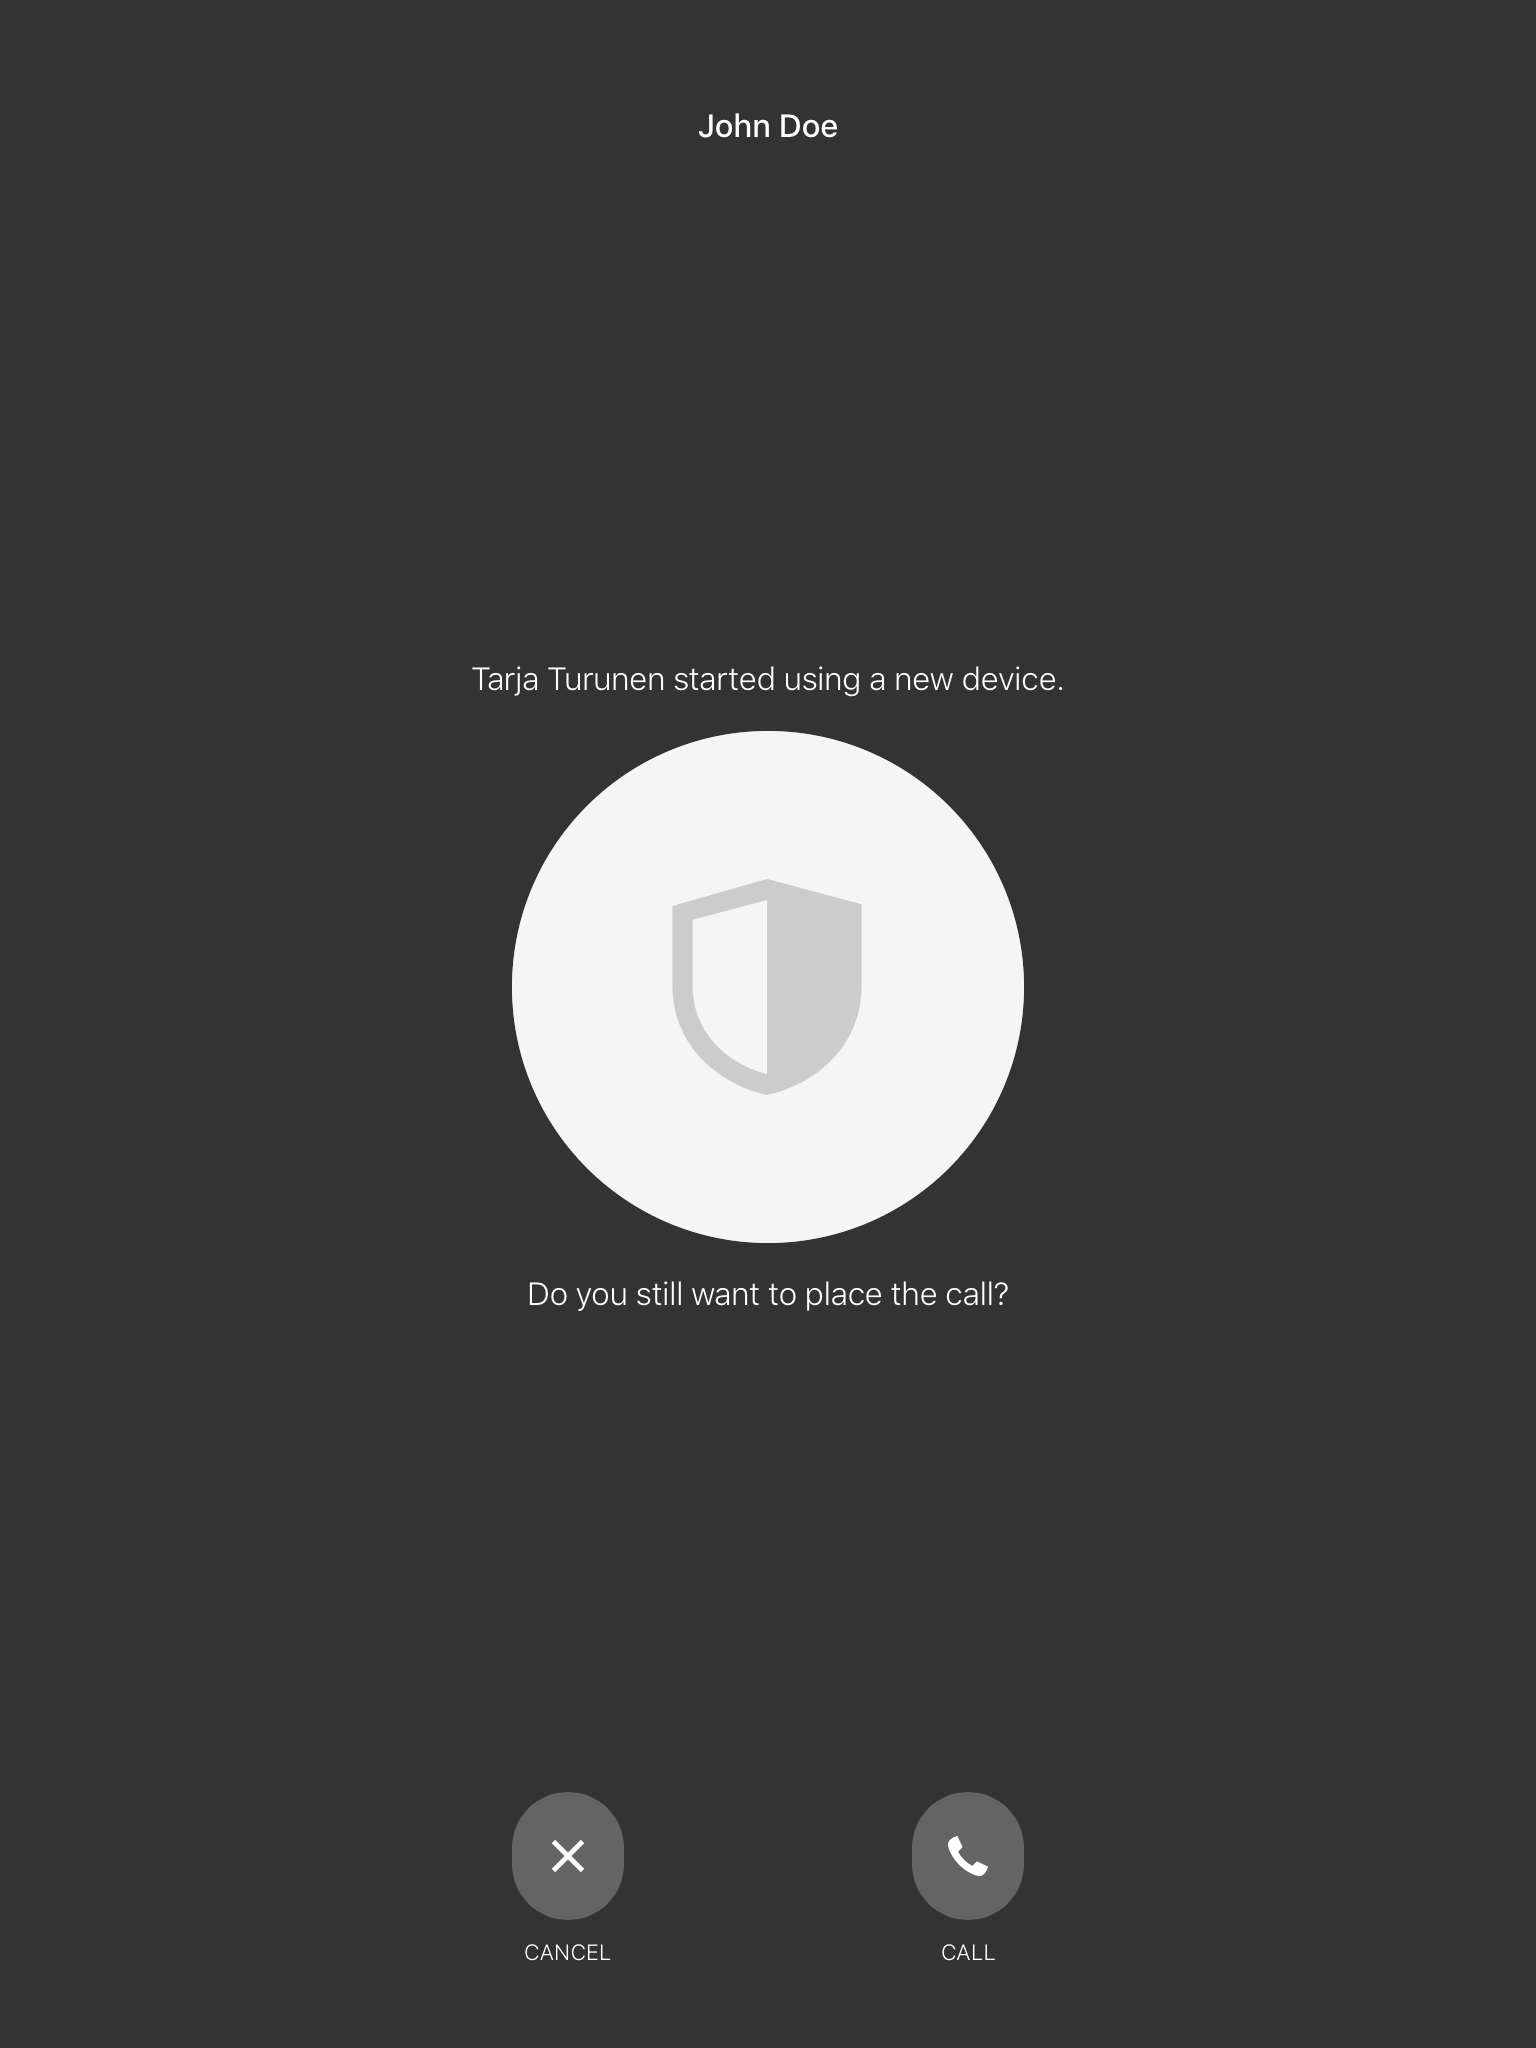 John Doe
Tarja Turunen started using a new device.
Do you still want to place the call?
CANCEL
CALL